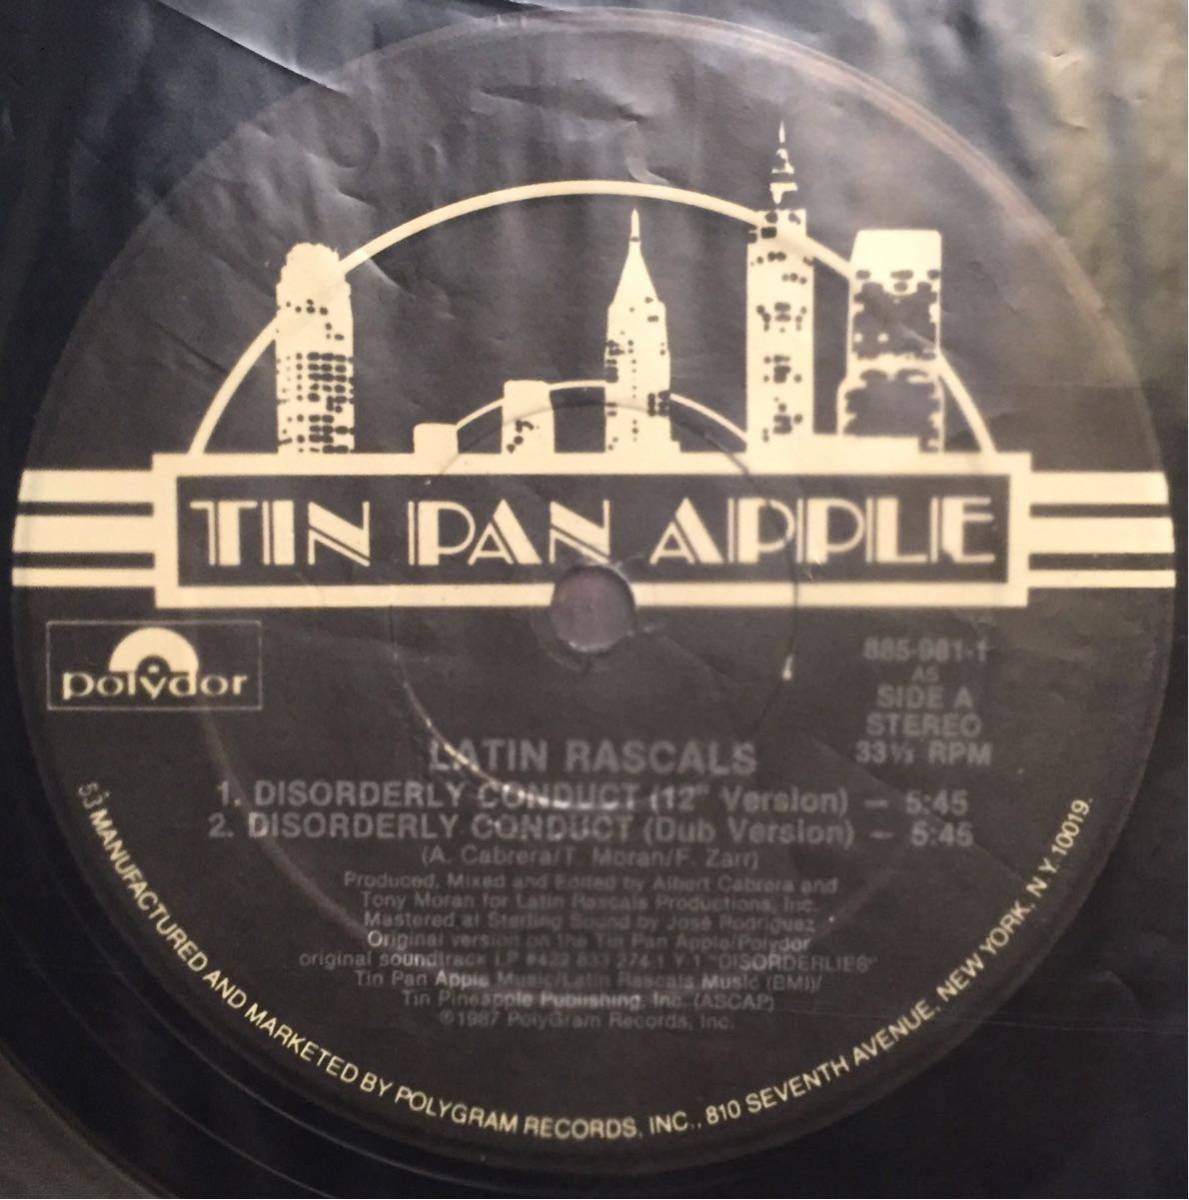 TIN PAN APPLE
polydor
885-981-1
AS
SIDE A
STEREO
33⅓ RPM
LATIN RASCALS
1. DISORDERLY CONDUCT (12" Version) — 5:45
2. DISORDERLY CONDUCT (Dub Version) — 5:45
(A. Cabrera/T. Moran/F. Zarr)
Produced, Mixed and Edited by Albert Cabrera and
Tony Moran for Latin Rascals Productions, Inc.
Mastered at Sterling Sound by José Rodriguez
Original version on the Tin Pan Apple/Polydor
original soundtrack LP #422 833 274-1 Y-1 "DISORDERLIES"
Tin Pan Apple Music/Latin Rascals Music (BMI)/
Tin Pineapple Publishing, Inc. (ASCAP)
©1987 PolyGram Records, Inc.
53 MANUFACTURED AND MARKETED BY POLYGRAM RECORDS, INC., 810 SEVENTH AVENUE, NEW YORK, N.Y. 10019.